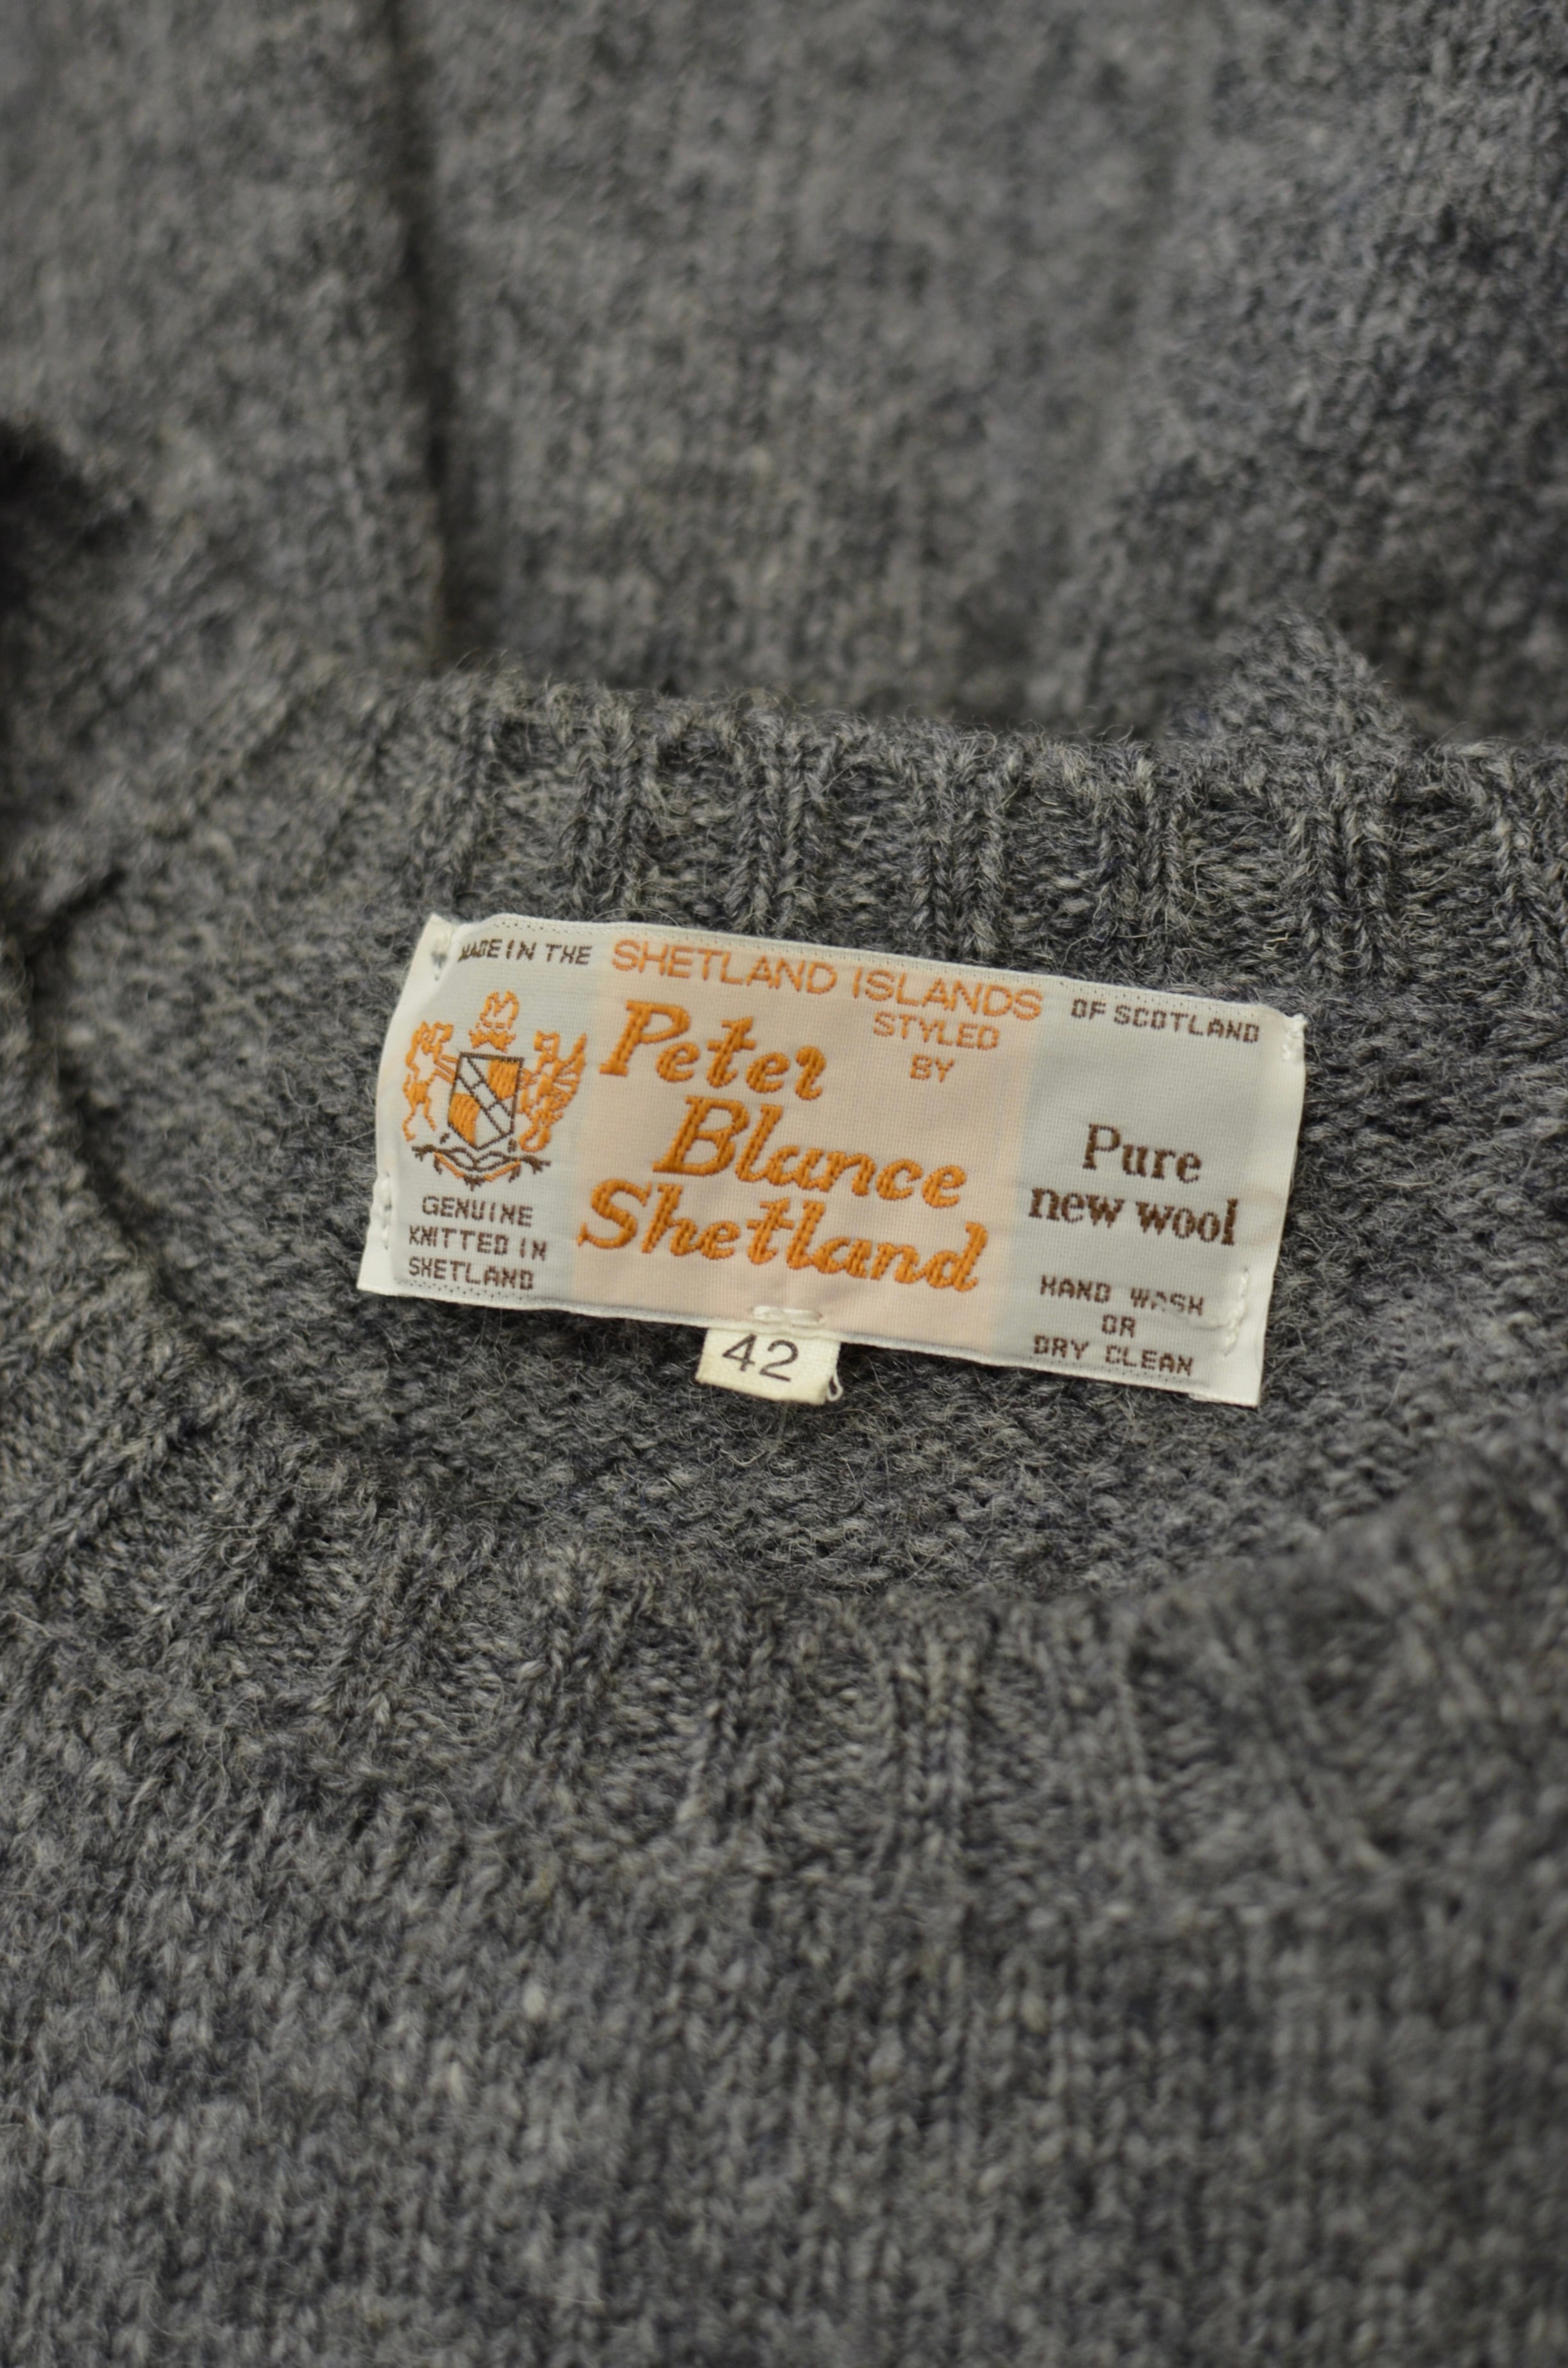 MADE IN THE SHETLAND ISLANDS OF SCOTLAND
STYLED
BY
Peter
Blance
Shetland
GENUINE
KNITTED IN
SHETLAND
Pure
new wool
HAND WASH
OR
DRY CLEAN
42